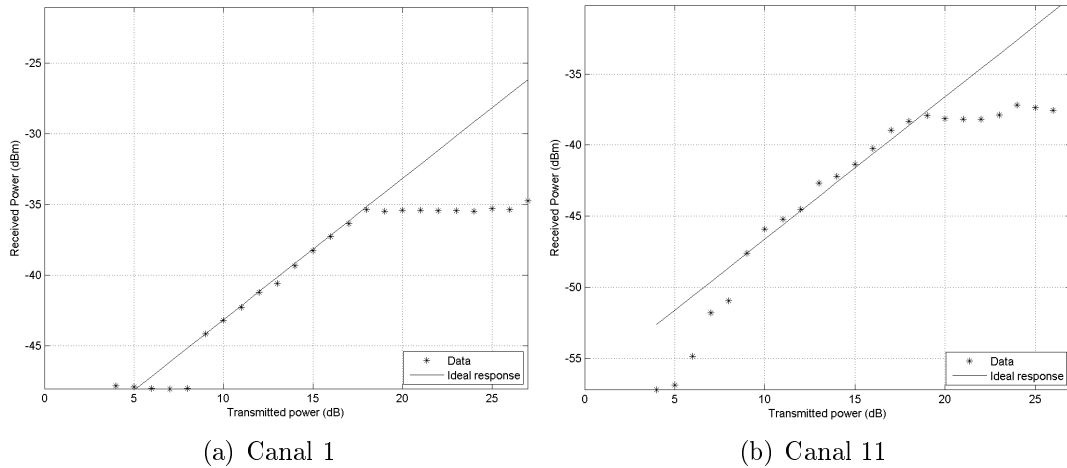 -25
-30
-35
-40
-45
Received Power (dBm)
0 5 10 15 20 25
Transmitted power (dB)
Data
Ideal response
(a) Canal 1
-35
-40
-45
-50
-55
Received Power (dBm)
0 5 10 15 20 25
Transmitted power (dB)
Data
Ideal response
(b) Canal 11